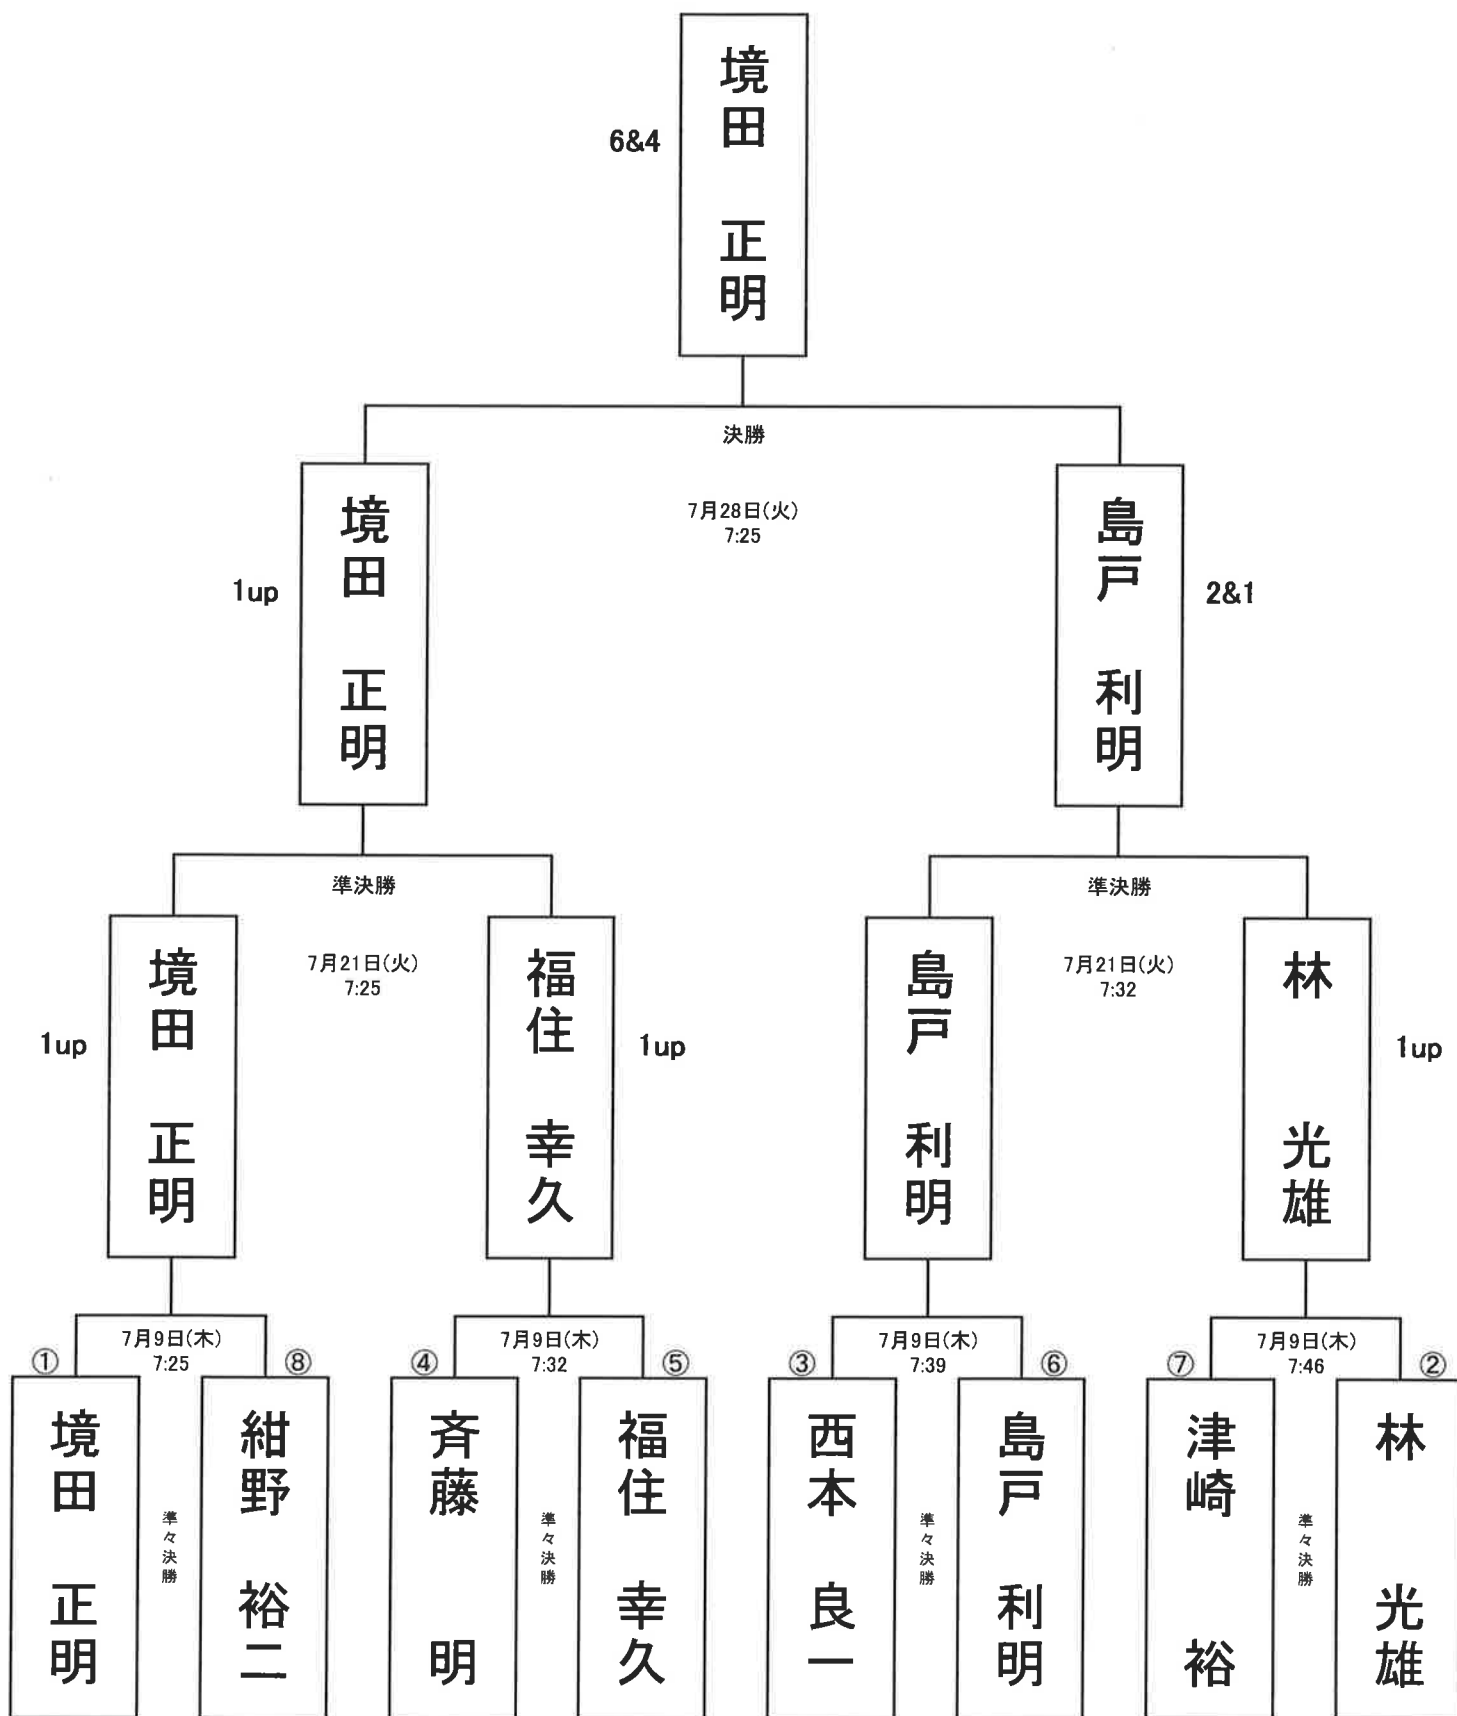 境田 正明
6&4
決勝
7月28日(火)
7:25
境田 正明
1up
島戸 利明
2&1
準決勝
7月21日(火)
7:25
準決勝
7月21日(火)
7:32
境田 正明
1up
福住 幸久
1up
島戸 利明
林 光雄
1up
7月9日(木)
7:25
7月9日(木)
7:32
7月9日(木)
7:39
7月9日(木)
7:46
①
⑧
④
⑤
③
⑥
⑦
②
境田 正明
準々決勝
紺野 裕二
斉藤 明
準々決勝
福住 幸久
西本 良一
準々決勝
島戸 利明
津崎 裕
準々決勝
林 光雄